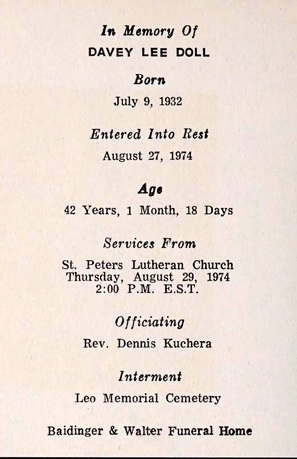 In Memory Of
DAVEY LEE DOLL
Born
July 9, 1932
Entered Into Rest
August 27, 1974
Age
42 Years, 1 Month, 18 Days
Services From
St. Peters Lutheran Church
Thursday, August 29, 1974
2:00 P.M. E.S.T.
Officiating
Rev. Dennis Kuchera
Interment
Leo Memorial Cemetery
Baidinger & Walter Funeral Home